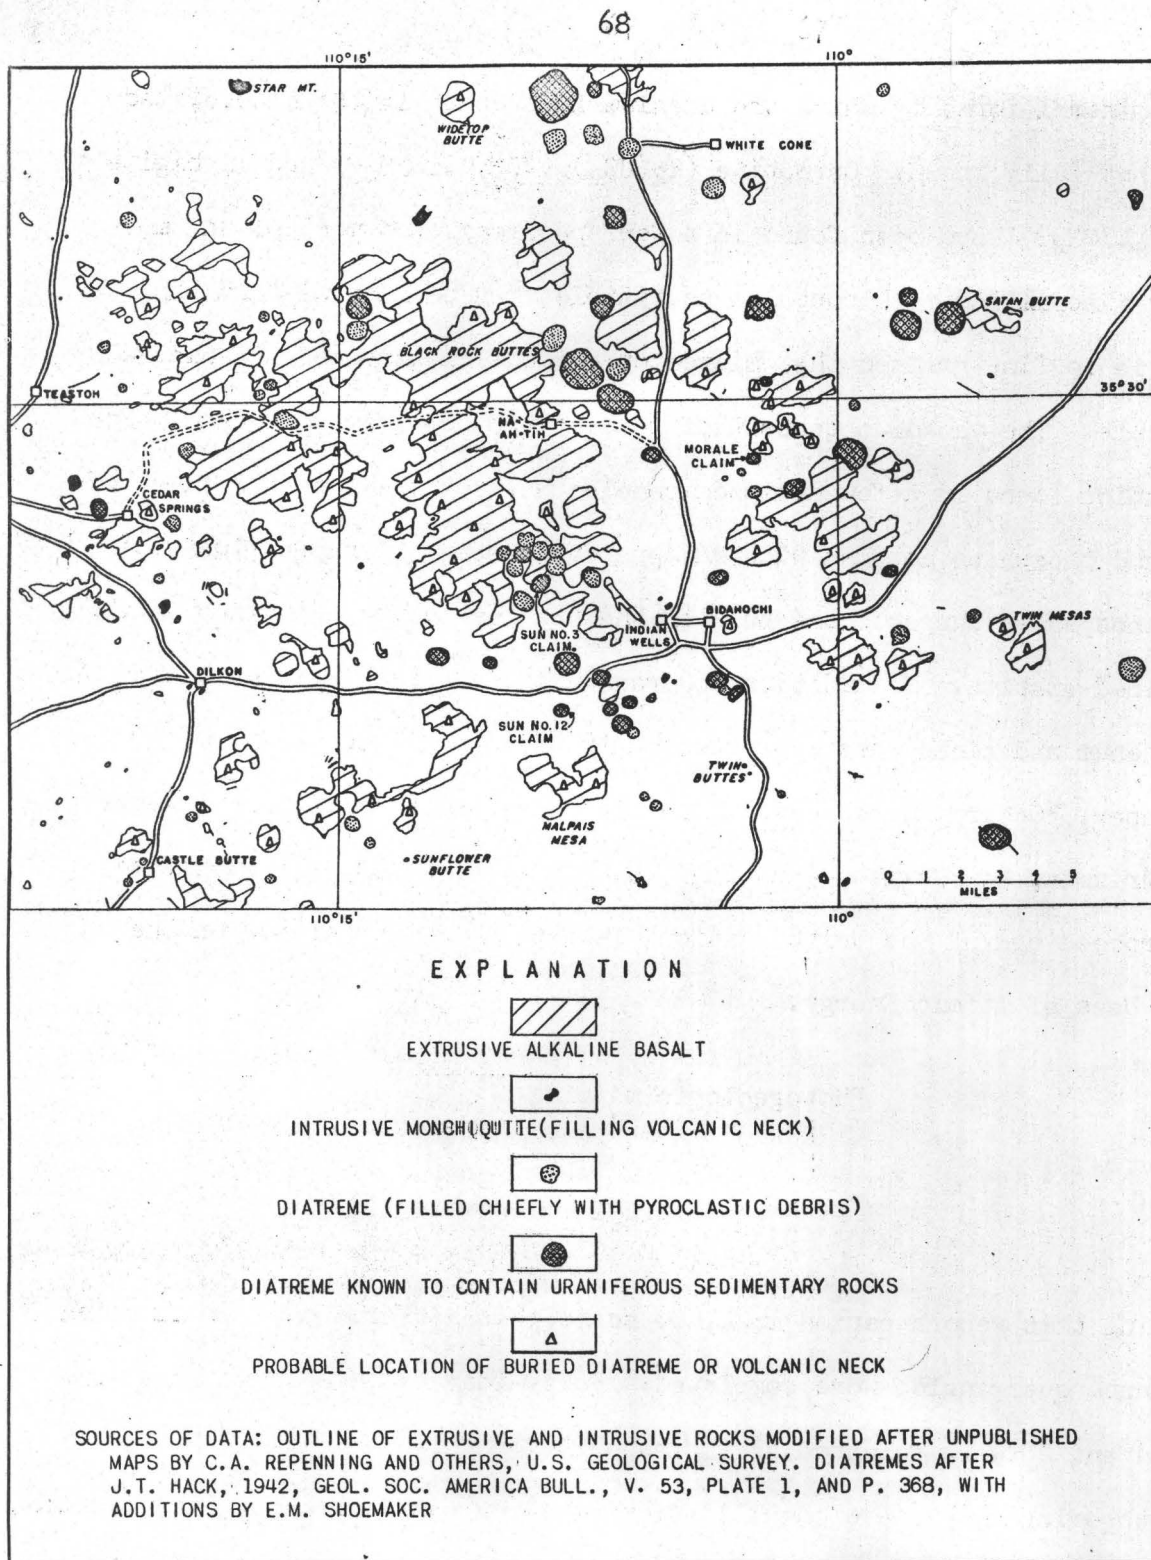 68
110°15'
110°
STAR MT.
WIDETOP
BUTTE
WHITE CONE
SATAN BUTTE
BLACK ROCK BUTTES
TEASTOH
35°30'
NA-
AH-TIH
MORALE
CLAIM
CEDAR
SPRINGS
BIDAHOCHI
TWIN MESAS
INDIAN
WELLS
SUN NO.3
CLAIM
DILKON
SUN NO.12
CLAIM
TWIN
BUTTES
MALPAIS
MESA
CASTLE BUTTE
SUNFLOWER
BUTTE
0 1 2 3 4 5
MILES
110°15'
110°
EXPLANATION
EXTRUSIVE ALKALINE BASALT
INTRUSIVE MONCHIQUITE(FILLING VOLCANIC NECK)
DIATREME (FILLED CHIEFLY WITH PYROCLASTIC DEBRIS)
DIATREME KNOWN TO CONTAIN URANIFEROUS SEDIMENTARY ROCKS
PROBABLE LOCATION OF BURIED DIATREME OR VOLCANIC NECK
SOURCES OF DATA: OUTLINE OF EXTRUSIVE AND INTRUSIVE ROCKS MODIFIED AFTER UNPUBLISHED
MAPS BY C.A. REPENNING AND OTHERS, U.S. GEOLOGICAL SURVEY. DIATREMES AFTER
J.T. HACK, 1942, GEOL. SOC. AMERICA BULL., V. 53, PLATE 1, AND P. 368, WITH
ADDITIONS BY E.M. SHOEMAKER